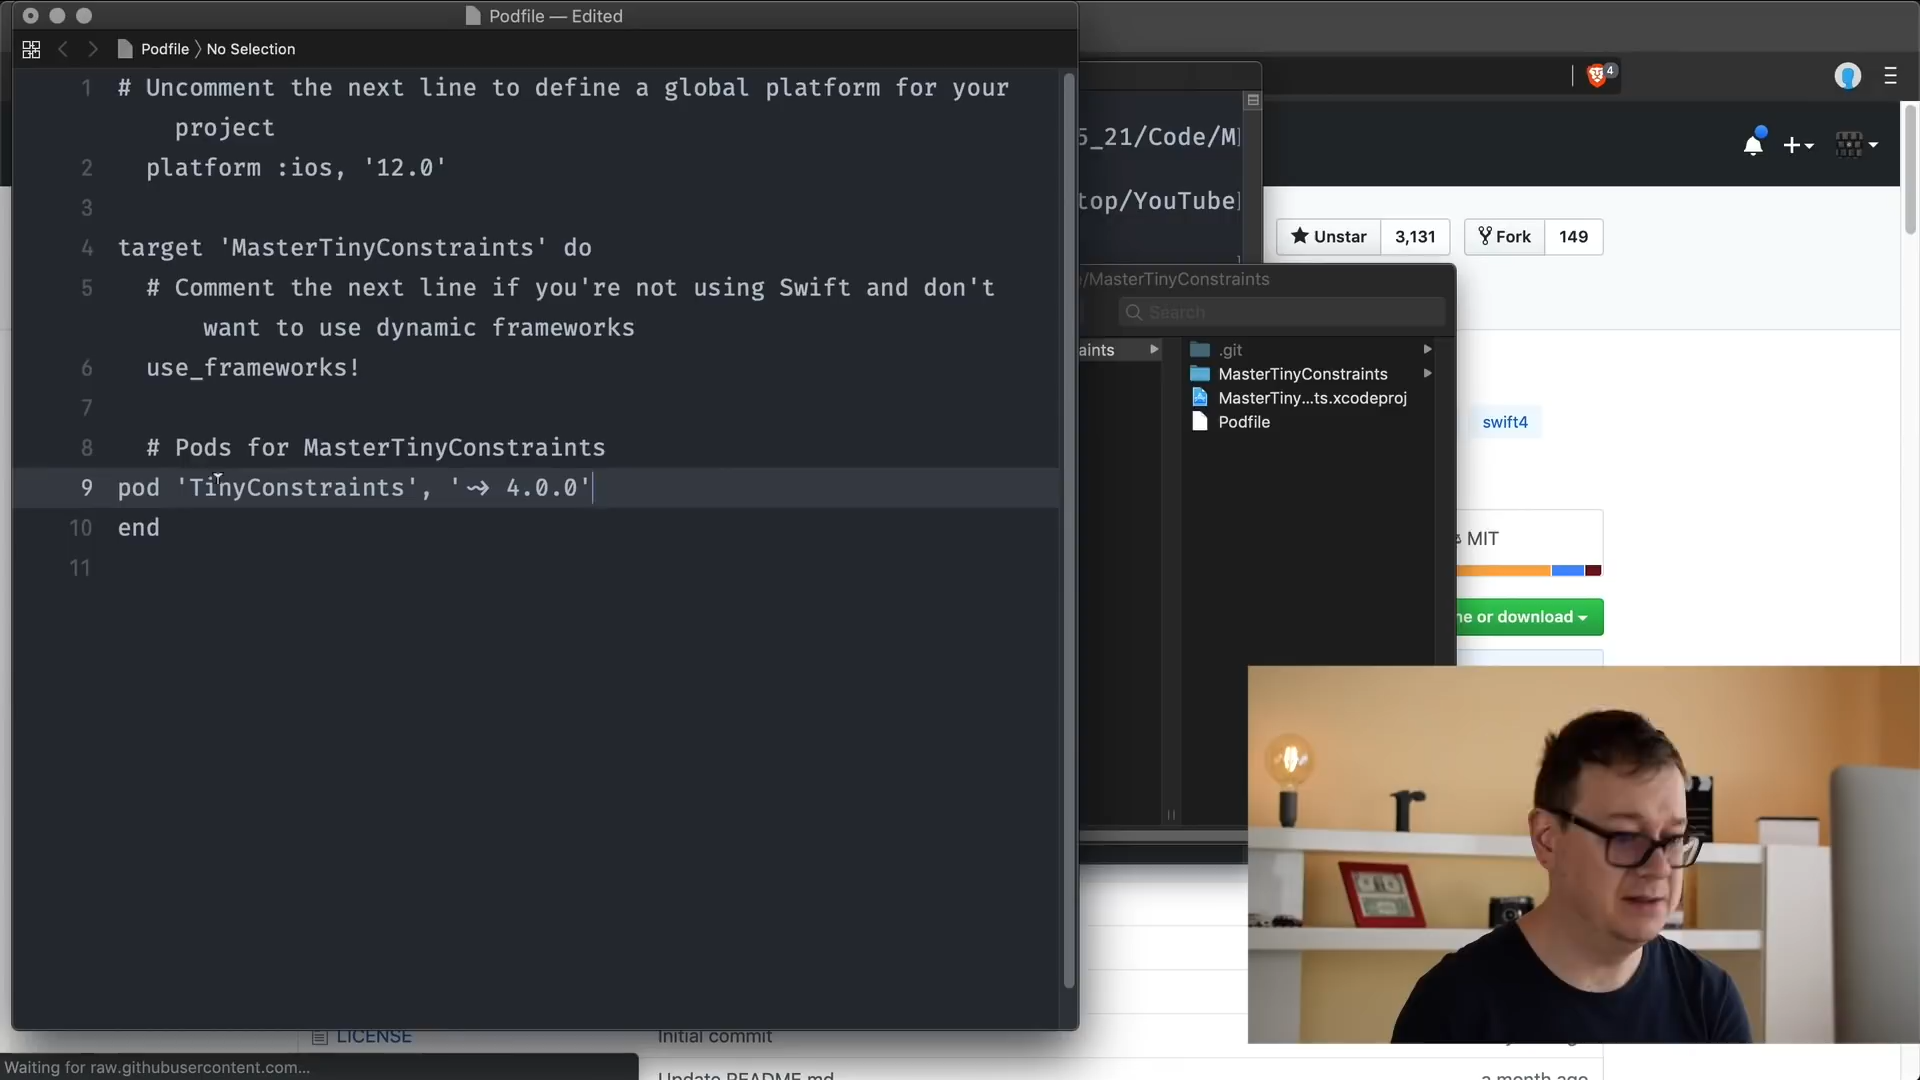 Podfile — Edited
Podfile 〉No Selection
1 # Uncomment the next line to define a global platform for your
project
2 platform :ios, '12.0'
3
4 target 'MasterTinyConstraints' do
5 # Comment the next line if you're not using Swift and don't
want to use dynamic frameworks
6 use_frameworks!
7
8 # Pods for MasterTinyConstraints
9 pod 'TinyConstraints', '~> 4.0.0'
10 end
11
4
5_21/Code/M
top/YouTube
Unstar 3,131 Fork 149
/MasterTinyConstraints
Search
aints
.git
MasterTinyConstraints
MasterTiny...ts.xcodeproj
Podfile
swift4
MIT
ne or download
LICENSE Initial commit
Update README.md a month ago
Waiting for raw.githubusercontent.com...